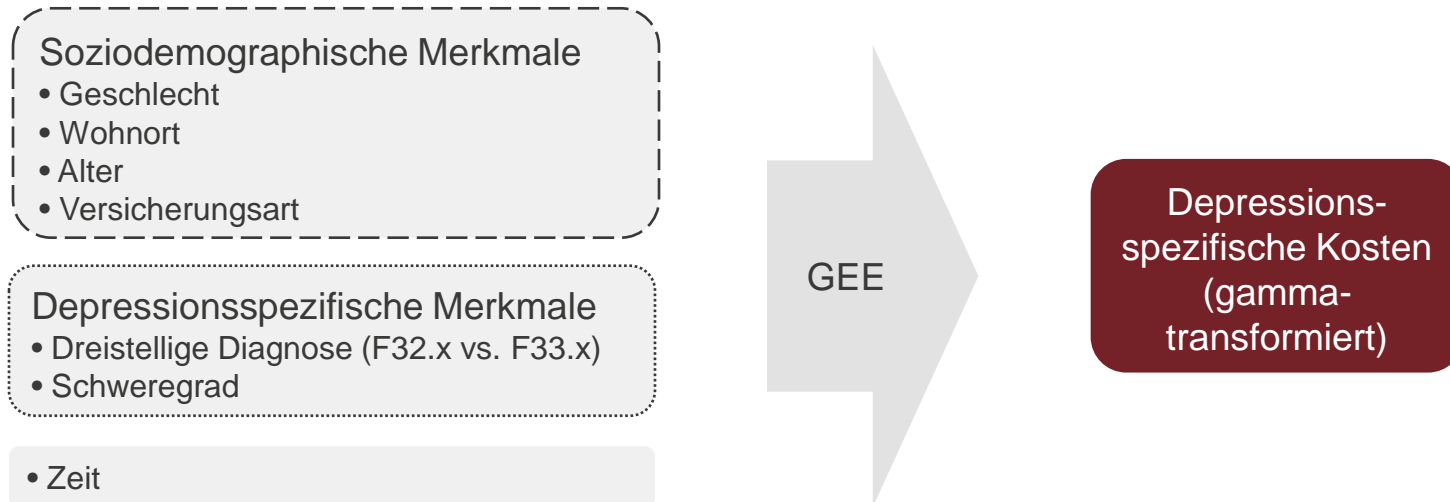 Soziodemographische Merkmale
• Geschlecht
• Wohnort
• Alter
• Versicherungsart
Depressionsspezifische Merkmale
• Dreistellige Diagnose (F32.x vs. F33.x)
• Schweregrad
• Zeit
GEE
Depressions-
spezifische Kosten
(gamma-
transformiert)